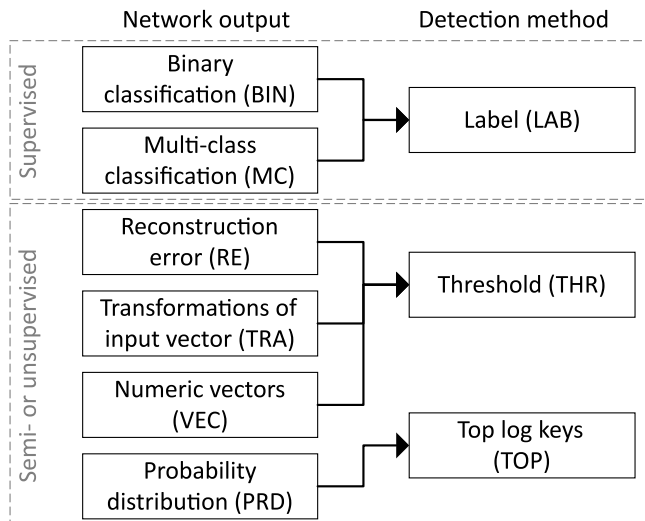 Network output
Detection method
Supervised
Binary
classification (BIN)
Multi-class
classification (MC)
Label (LAB)
Semi- or unsupervised
Reconstruction
error (RE)
Transformations of
input vector (TRA)
Numeric vectors
(VEC)
Probability
distribution (PRD)
Threshold (THR)
Top log keys
(TOP)